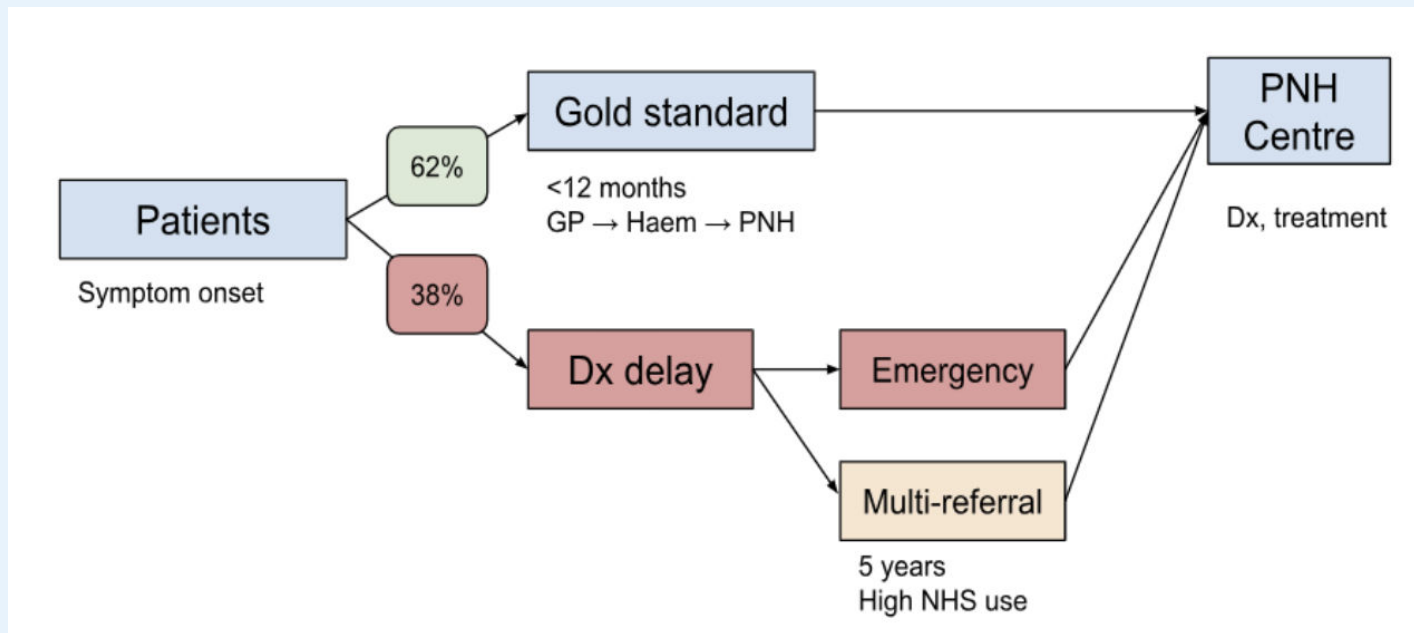 Patients
Symptom onset
62%
38%
Gold standard
<12 months
GP → Haem → PNH
Dx delay
Emergency
Multi-referral
5 years
High NHS use
PNH
Centre
Dx, treatment